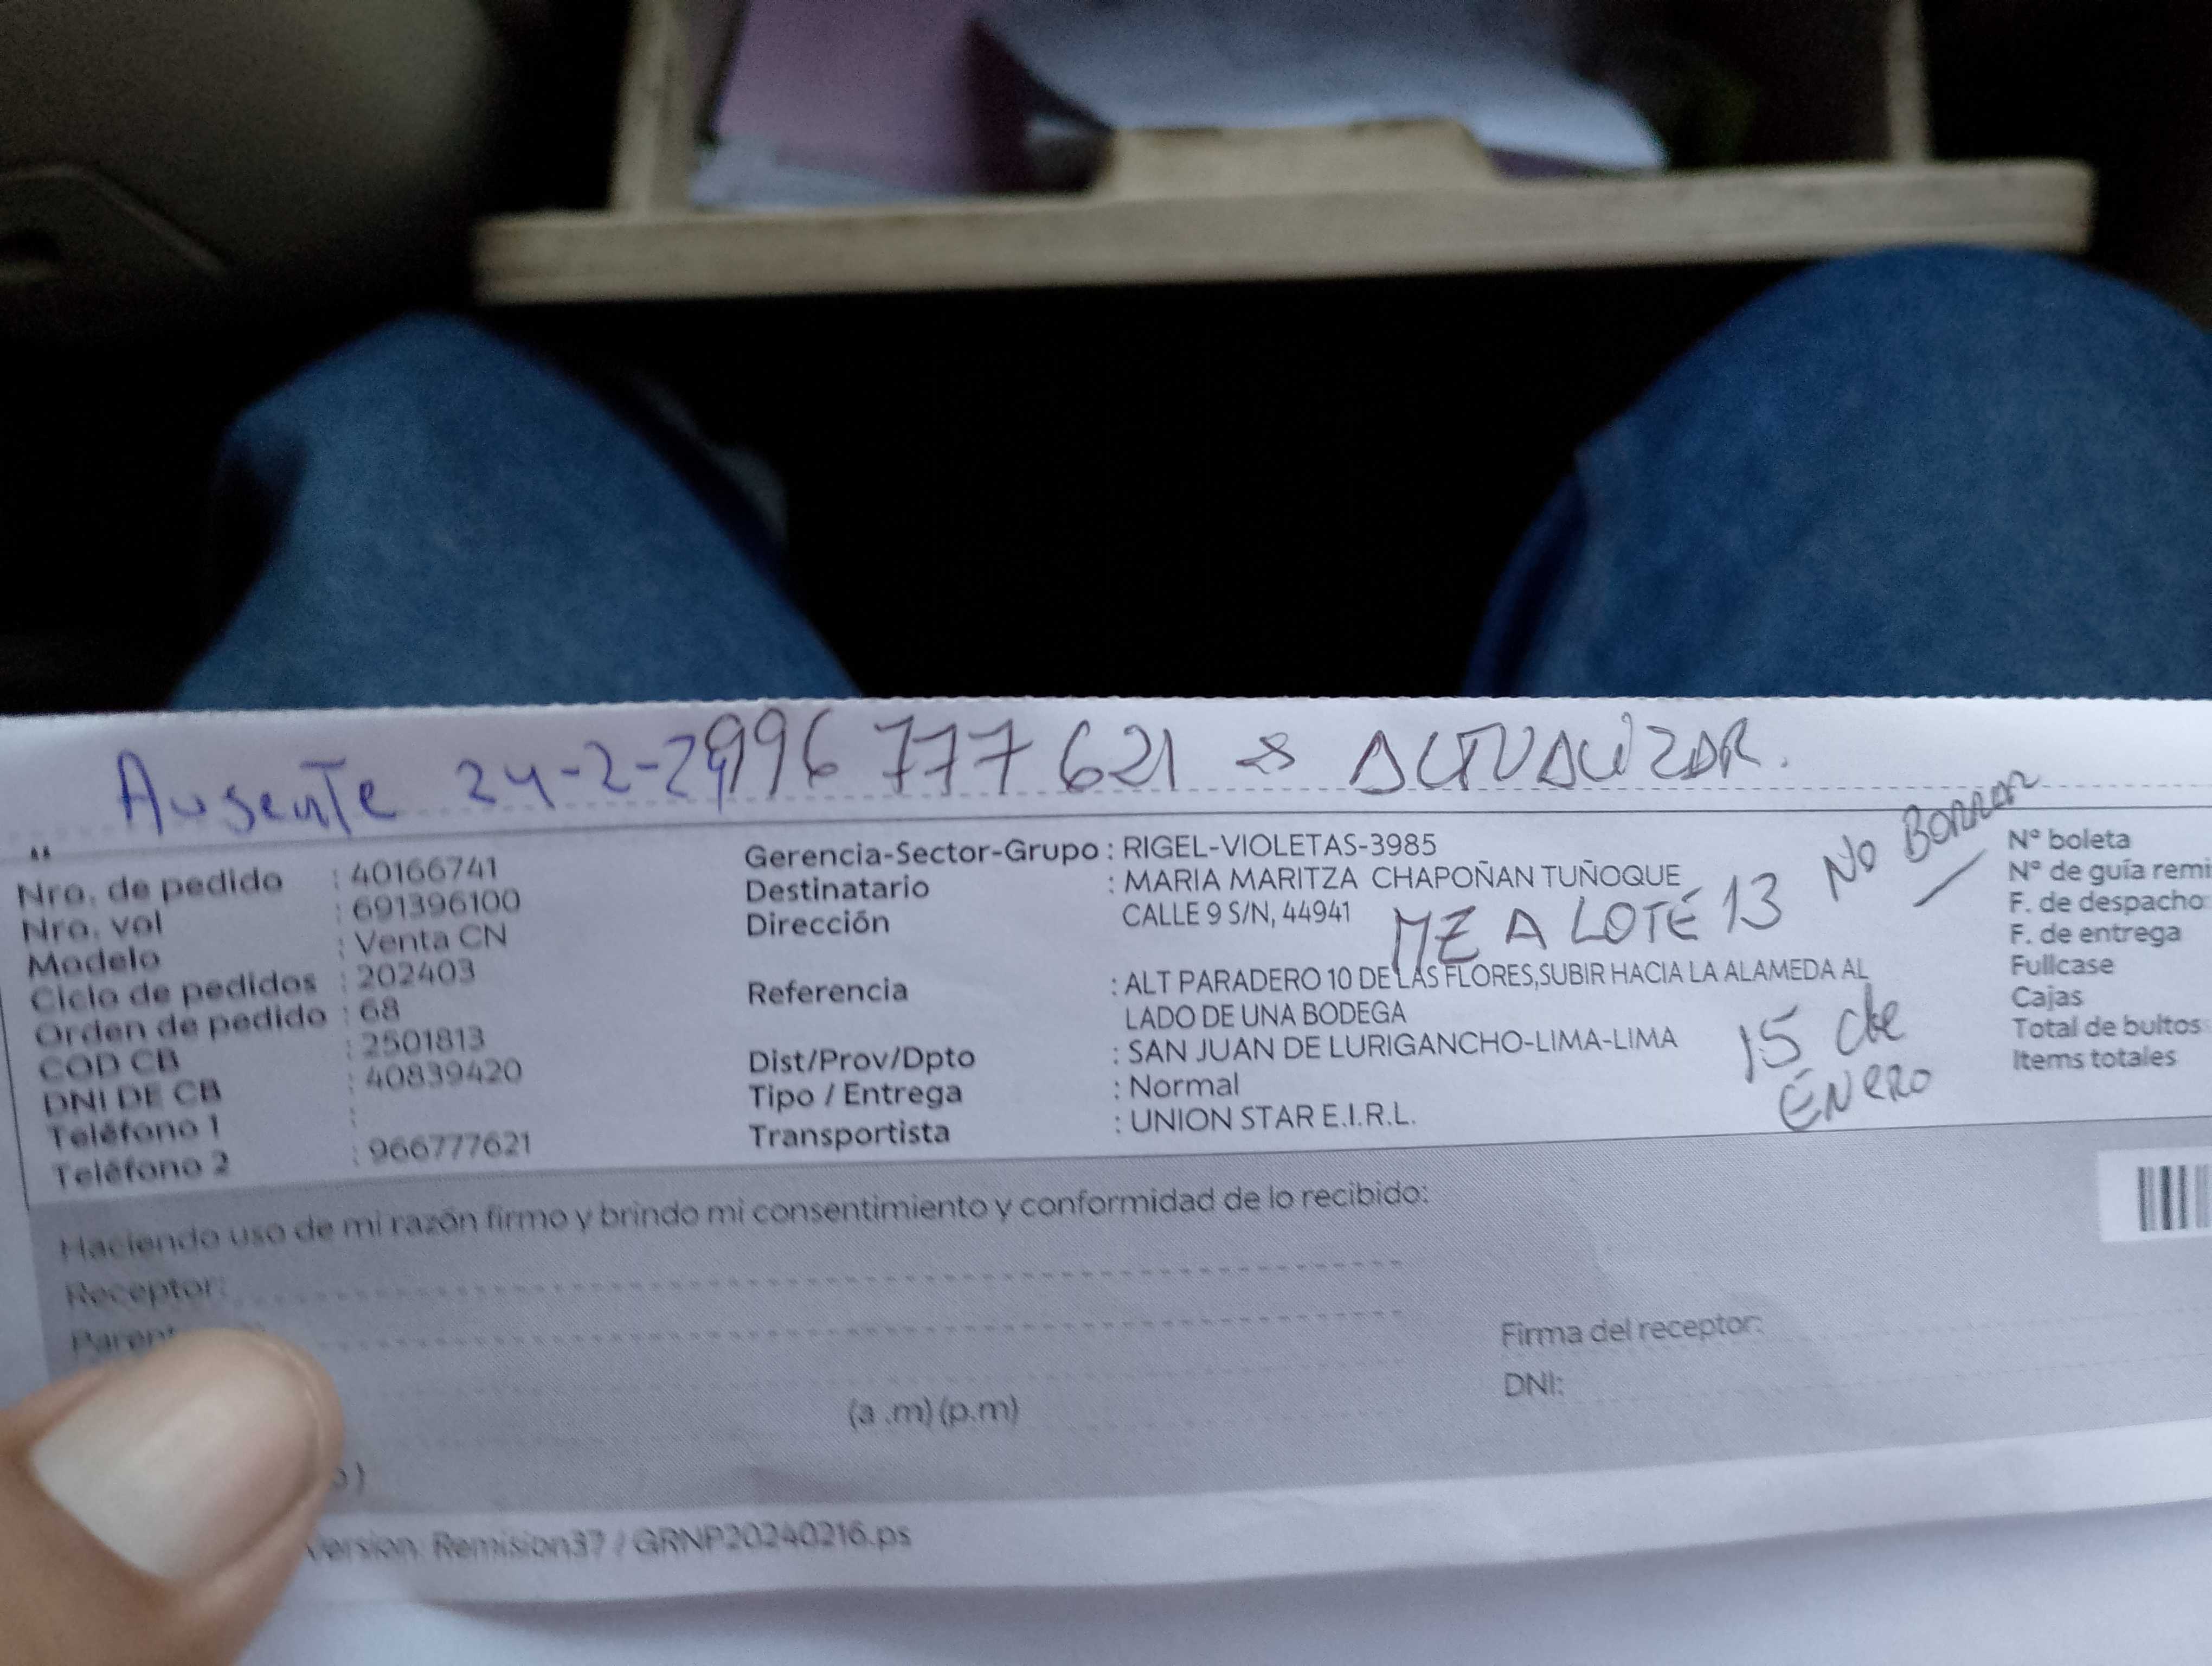 Ausente 24-2-24 996 777 621 ACTUALIZAR.
NO BORRAR
Nro. de pedido : 40166741
Nro. val : 691396100
Modelo : Venta CN
Ciclo de pedidos : 202403
Orden de pedido : 68
COD CB : 2501813
DNI DE CB : 40839420
Teléfono 1 :
Teléfono 2 : 966777621
Gerencia-Sector-Grupo : RIGEL-VIOLETAS-3985
Destinatario : MARIA MARITZA CHAPOÑAN TUÑOQUE
Dirección CALLE 9 S/N, 44941
MZ A LOTE 13
Referencia : ALT PARADERO 10 DE LAS FLORES,SUBIR HACIA LA ALAMEDA AL
LADO DE UNA BODEGA
Dist/Prov/Dpto : SAN JUAN DE LURIGANCHO-LIMA-LIMA
Tipo / Entrega : Normal
Transportista : UNION STAR E.I.R.L.
15 de
ENERO
N° boleta
N° de guía remi
F. de despacho
F. de entrega
Fullcase
Cajas
Total de bultos
Items totales
Haciendo uso de mi razón firmo y brindo mi consentimiento y conformidad de lo recibido:
Receptor:
Firma del receptor:
DNI:
(a .m) (p.m)
version: Remision37 / GRNP20240216.ps